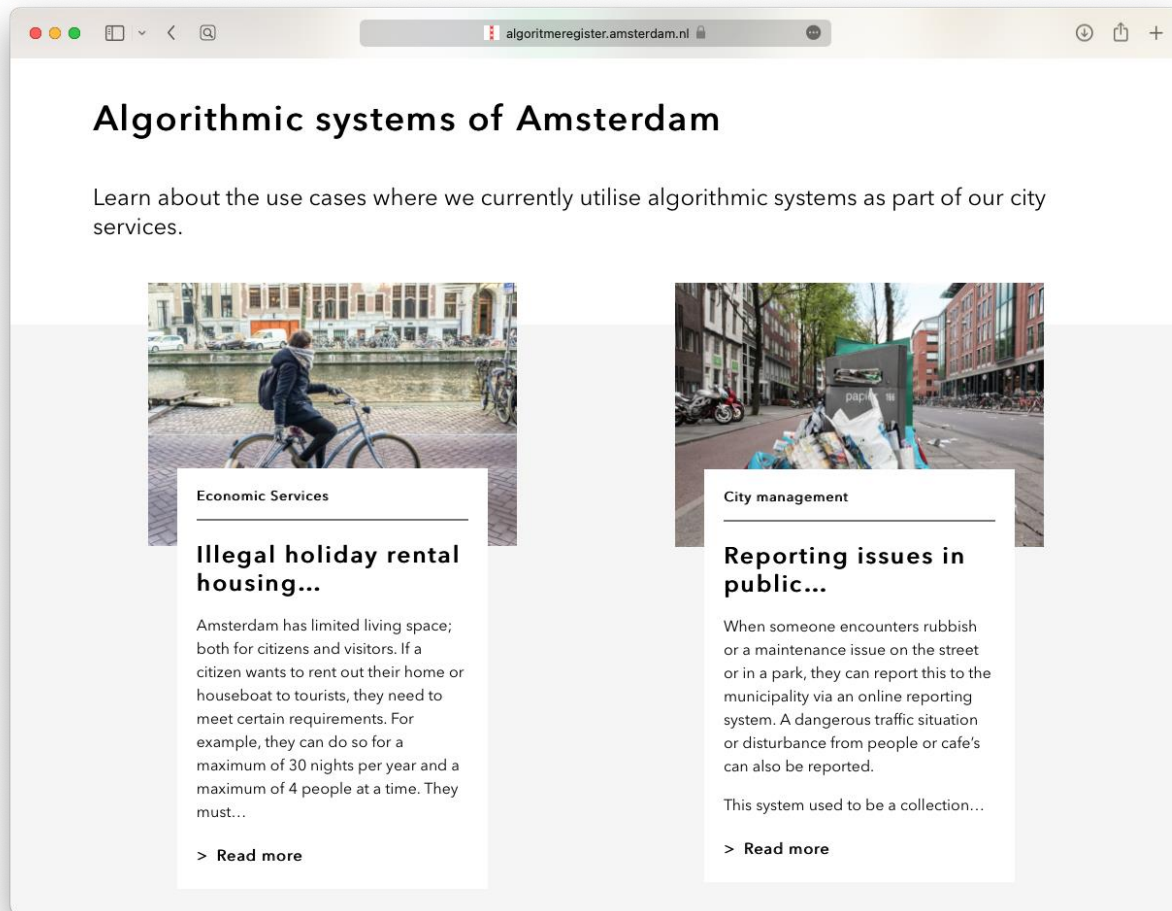 algoritmeregister.amsterdam.nl
Algorithmic systems of Amsterdam
Learn about the use cases where we currently utilise algorithmic systems as part of our city
services.
Economic Services
Illegal holiday rental
housing...
Amsterdam has limited living space;
both for citizens and visitors. If a
citizen wants to rent out their home or
houseboat to tourists, they need to
meet certain requirements. For
example, they can do so for a
maximum of 30 nights per year and a
maximum of 4 people at a time. They
must...
> Read more
papier
City management
Reporting issues in
public...
When someone encounters rubbish
or a maintenance issue on the street
or in a park, they can report this to the
municipality via an online reporting
system. A dangerous traffic situation
or disturbance from people or cafe's
can also be reported.
This system used to be a collection...
> Read more